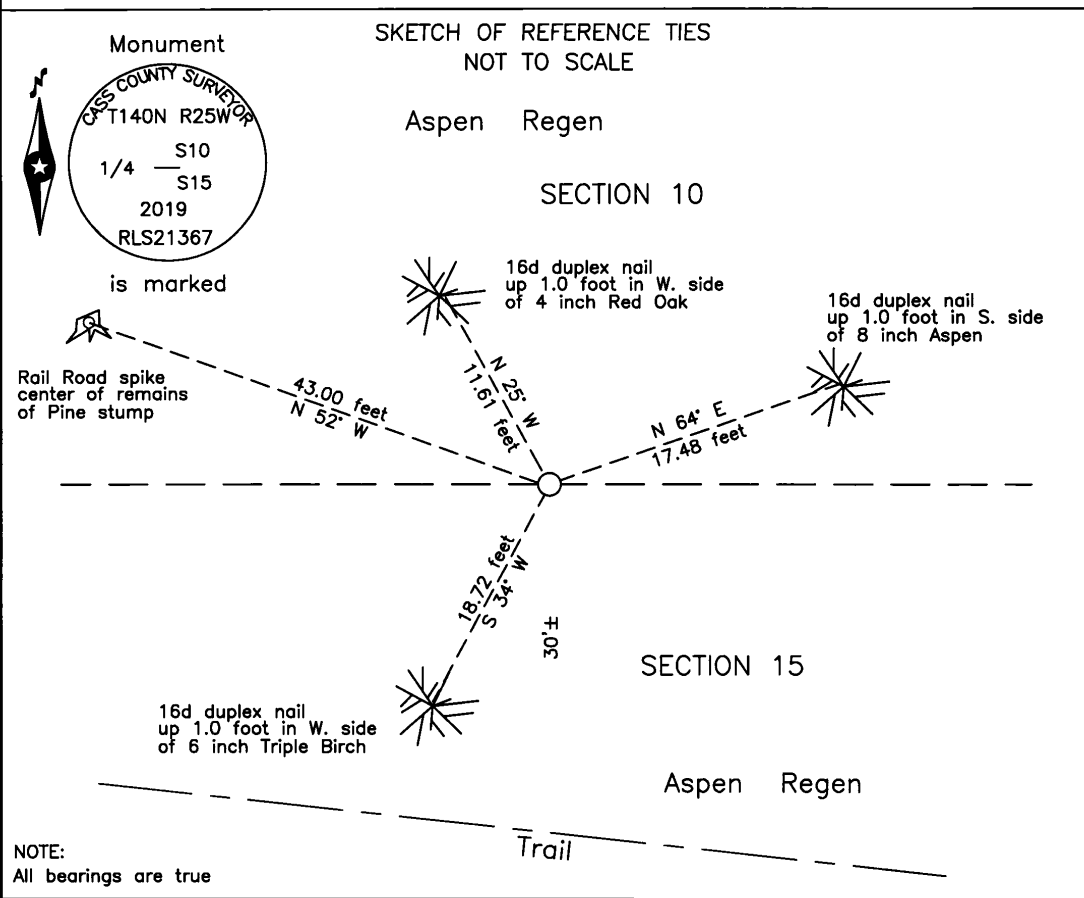 SKETCH OF REFERENCE TIES
NOT TO SCALE
Monument
N
CASS COUNTY SURVEYOR
T140N R25W
1/4
S10
S15
2019
RLS21367
is marked
Aspen Regen
SECTION 10
16d duplex nail
up 1.0 foot in W. side
of 4 inch Red Oak
16d duplex nail
up 1.0 foot in S. side
of 8 inch Aspen
Rail Road spike
center of remains
of Pine stump
43.00 feet
N 52° W
N 25° W
11.61 feet
N 64° E
17.48 feet
18.72 feet
S 34° W
30'±
SECTION 15
16d duplex nail
up 1.0 foot in W. side
of 6 inch Triple Birch
Aspen Regen
Trail
NOTE:
All bearings are true